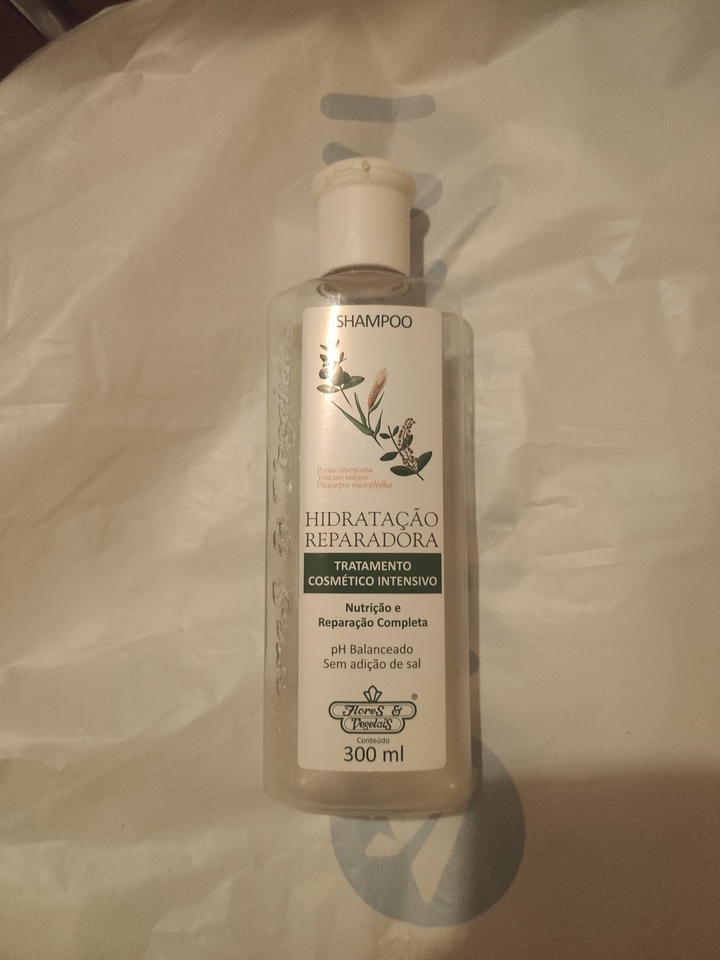 SHAMPOO
Persea americana
Triticum vulgare
Pilocarpus macrophyllus
HIDRATAÇÃO
REPARADORA
TRATAMENTO
COSMÉTICO INTENSIVO
Nutrição e
Reparação Completa
pH Balanceado
Sem adição de sal
FloreS &
VegetaiS
®
Conteúdo
300 ml